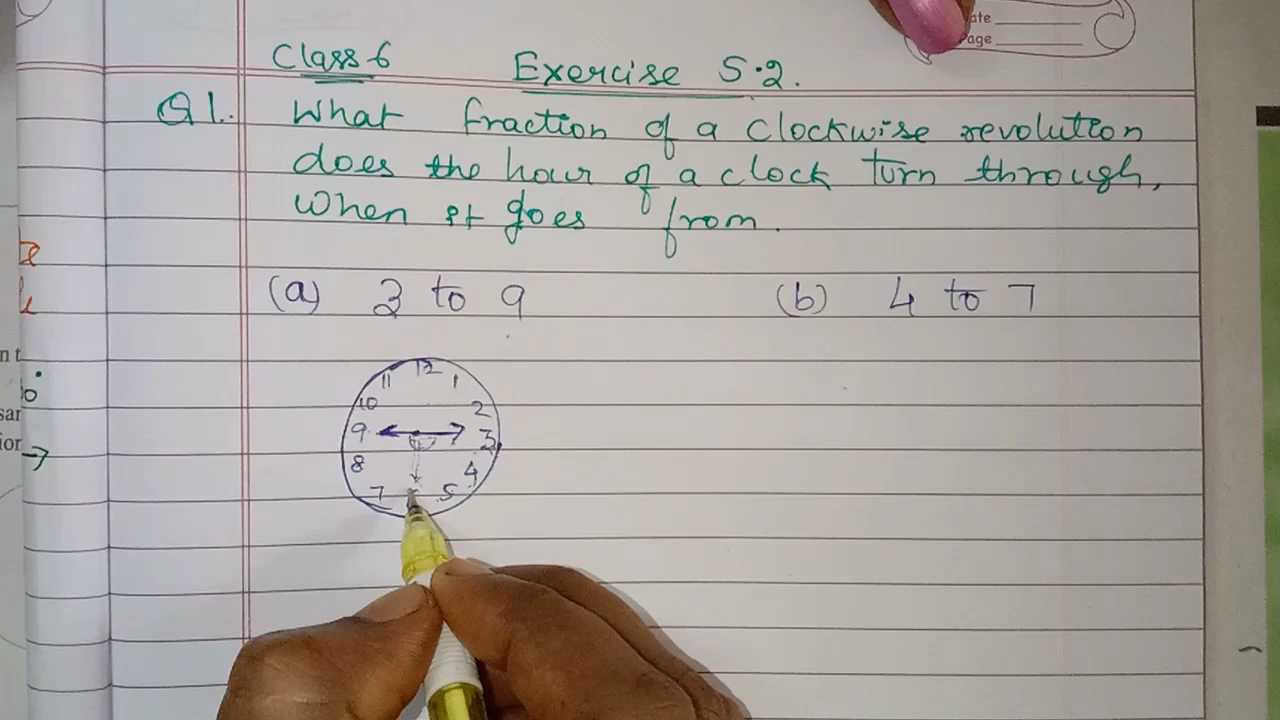 ate
Page
Class 6 Exercise 5.2.
Q1. What fraction of a clockwise revolution
does the hour of a clock turn through,
when it goes from.
(a) 3 to 9 (b) 4 to 7
12
11 1
10 2
9 3
8 4
7 5